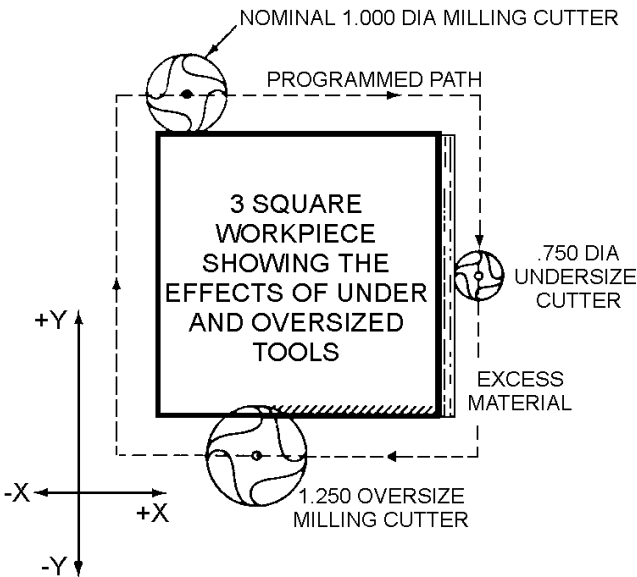 NOMINAL 1.000 DIA MILLING CUTTER
PROGRAMMED PATH
3 SQUARE
WORKPIECE
SHOWING THE
EFFECTS OF UNDER
AND OVERSIZED
TOOLS
.750 DIA
UNDERSIZE
CUTTER
+Y
EXCESS
MATERIAL
-X
+X
1.250 OVERSIZE
MILLING CUTTER
-Y